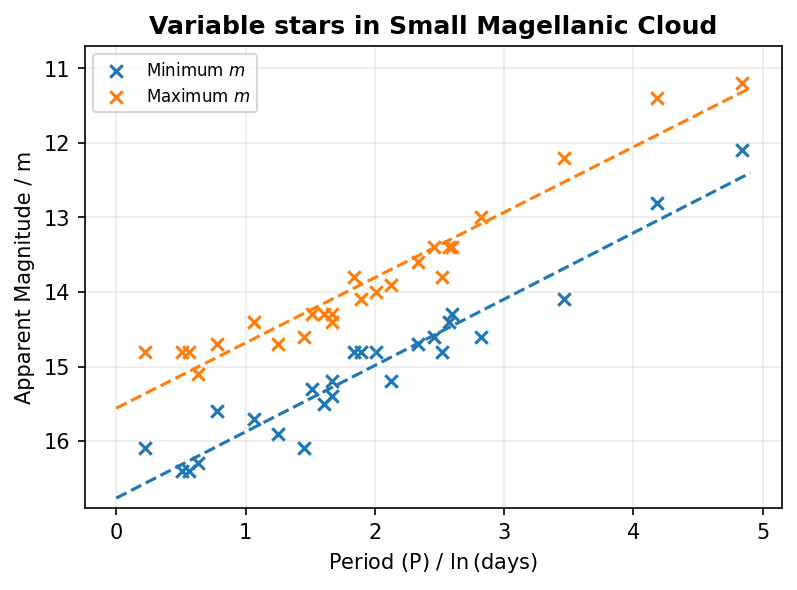 Variable stars in Small Magellanic Cloud
Minimum m
Maximum m
Apparent Magnitude / m
11
12
13
14
15
16
0 1 2 3 4 5
Period (P) / ln (days)